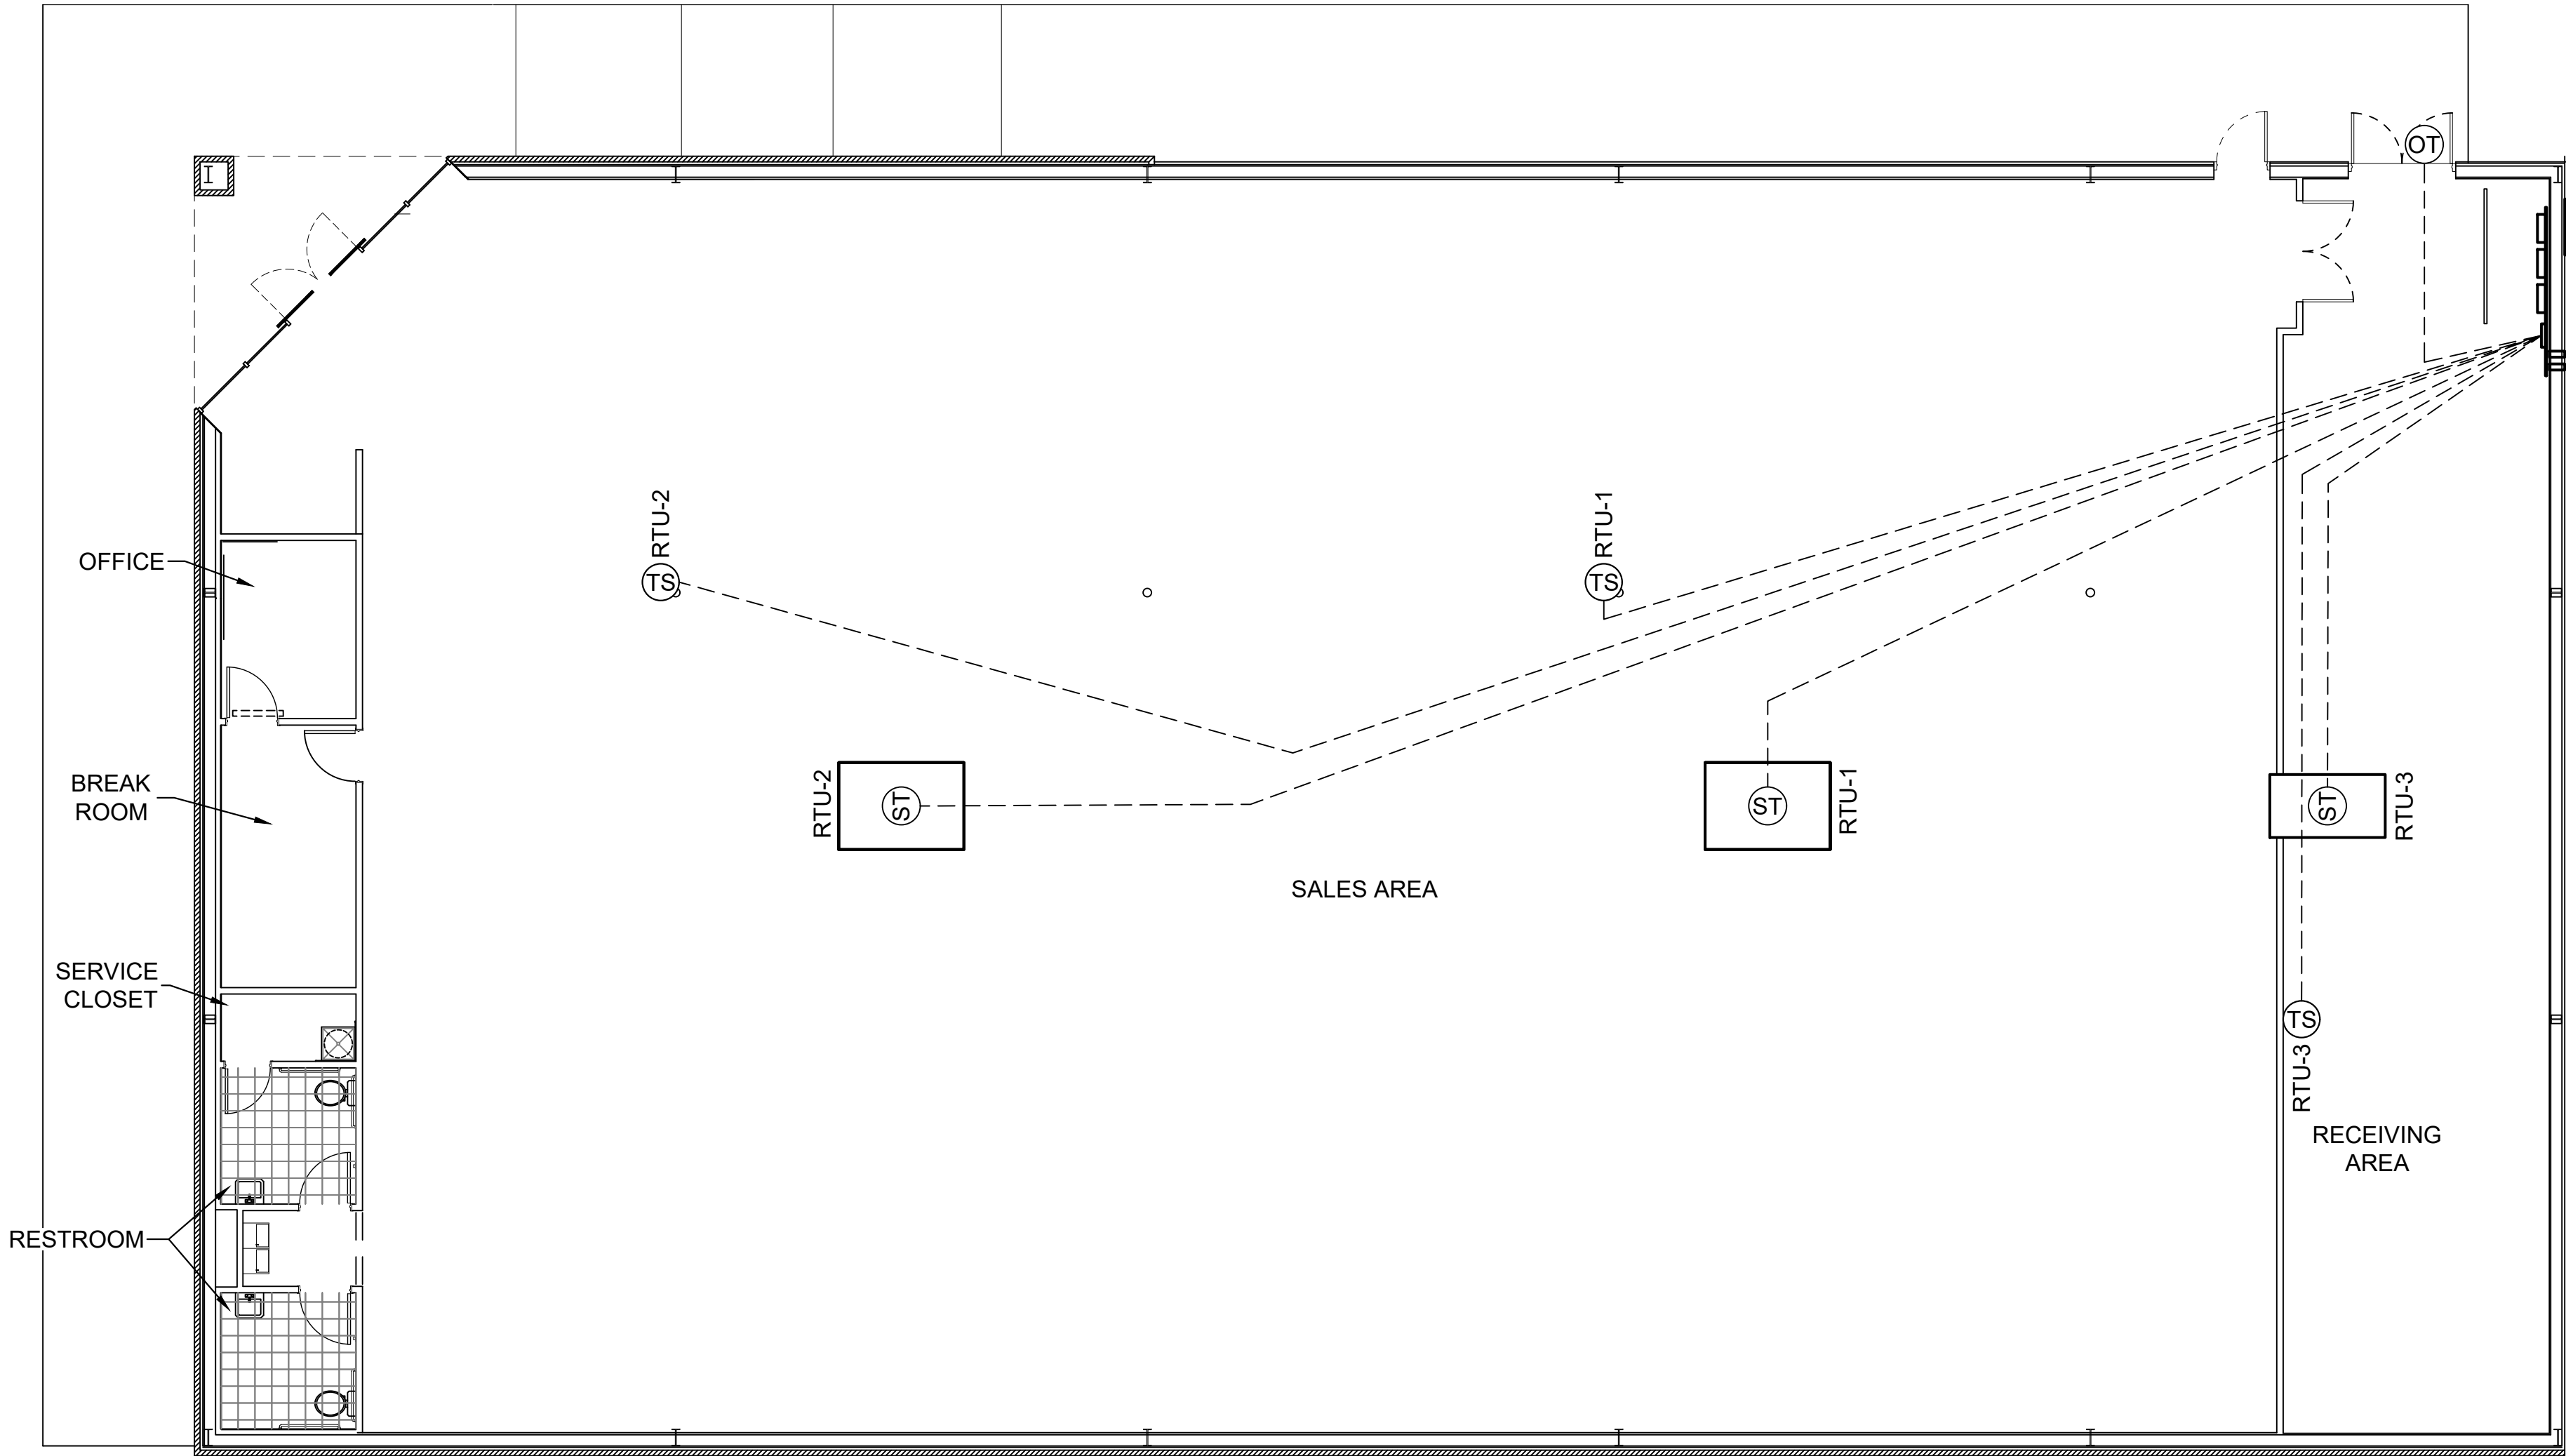 OT
RTU-2
RTU-1
OFFICE
TS
TS
BREAK
ROOM
RTU-2
ST
ST
RTU-1
ST
RTU-3
SALES AREA
SERVICE
CLOSET
TS
RTU-3
RECEIVING
AREA
RESTROOM